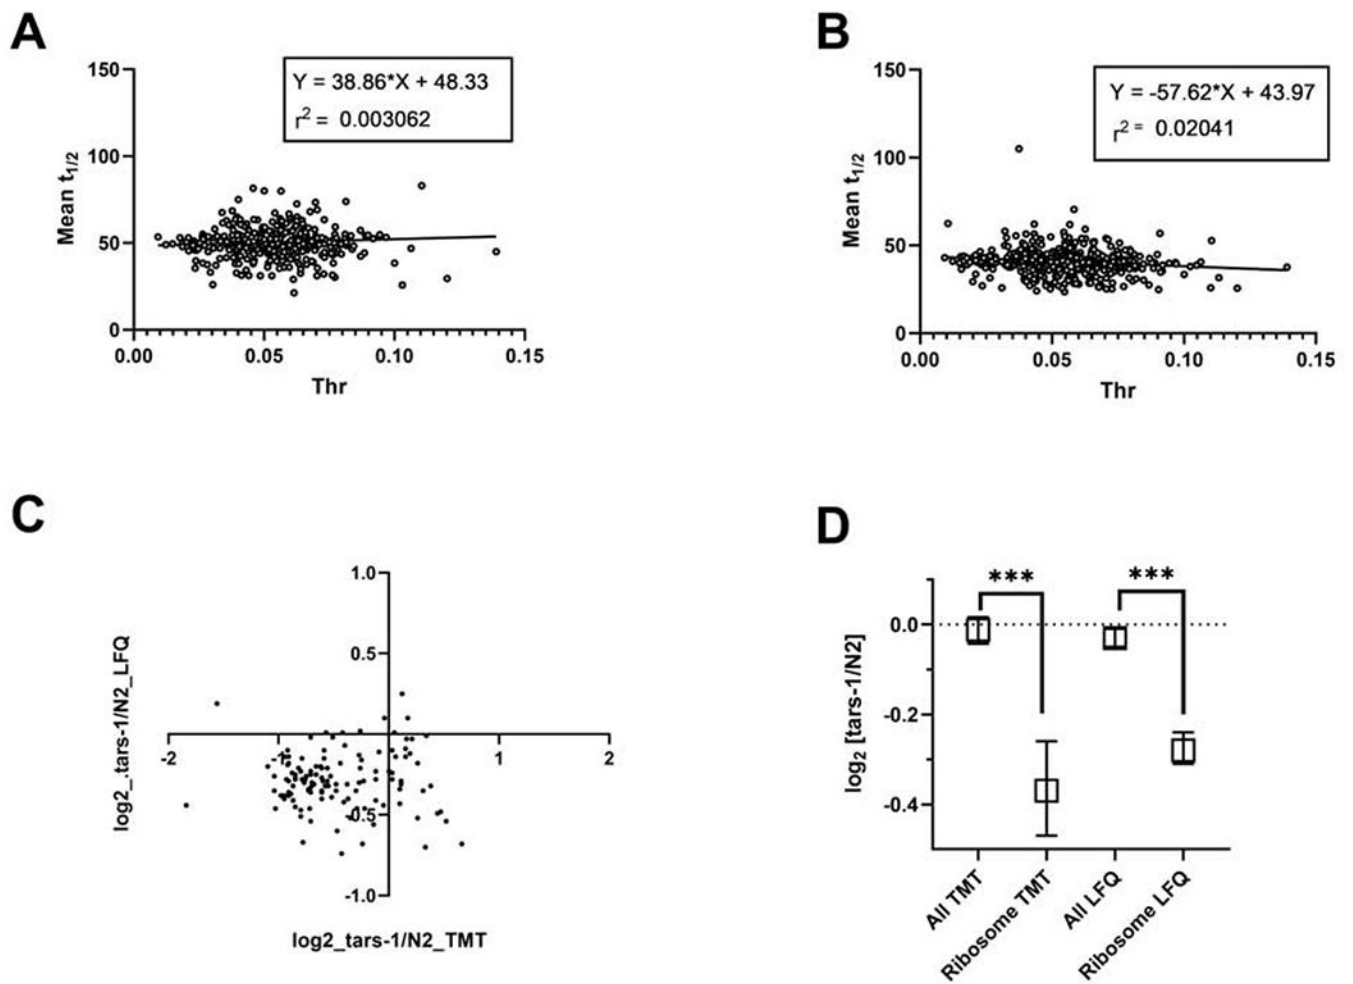 A
Y = 38.86*X + 48.33
r2 = 0.003062
Mean t1/2
150
100
50
0
0.00 0.05 0.10 0.15
Thr
B
Y = -57.62*X + 43.97
r2 = 0.02041
Mean t1/2
150
100
50
0
0.00 0.05 0.10 0.15
Thr
C
log2_.tars-1/N2_LFQ
1.0
0.5
-2 -1 1 2
-0.5
-1.0
log2_tars-1/N2_TMT
D
log2 [tars-1/N2]
*** ***
0.0
-0.2
-0.4
All TMT
Ribosome TMT
All LFQ
Ribosome LFQ